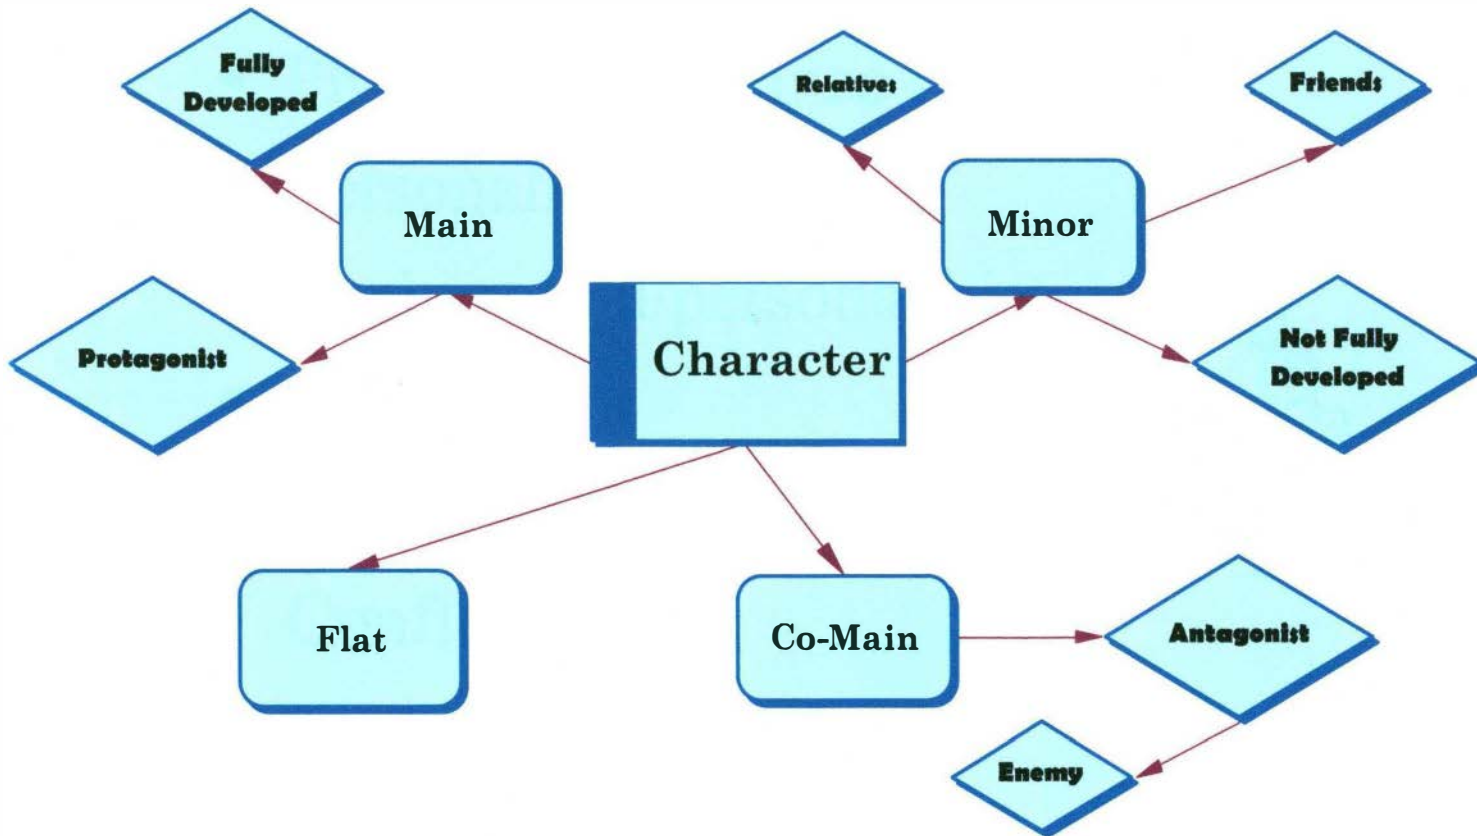 Fully
Developed
Relatives
Friends
Main
Minor
Protagonist
Character
Not Fully
Developed
Flat
Co-Main
Antagonist
Enemy